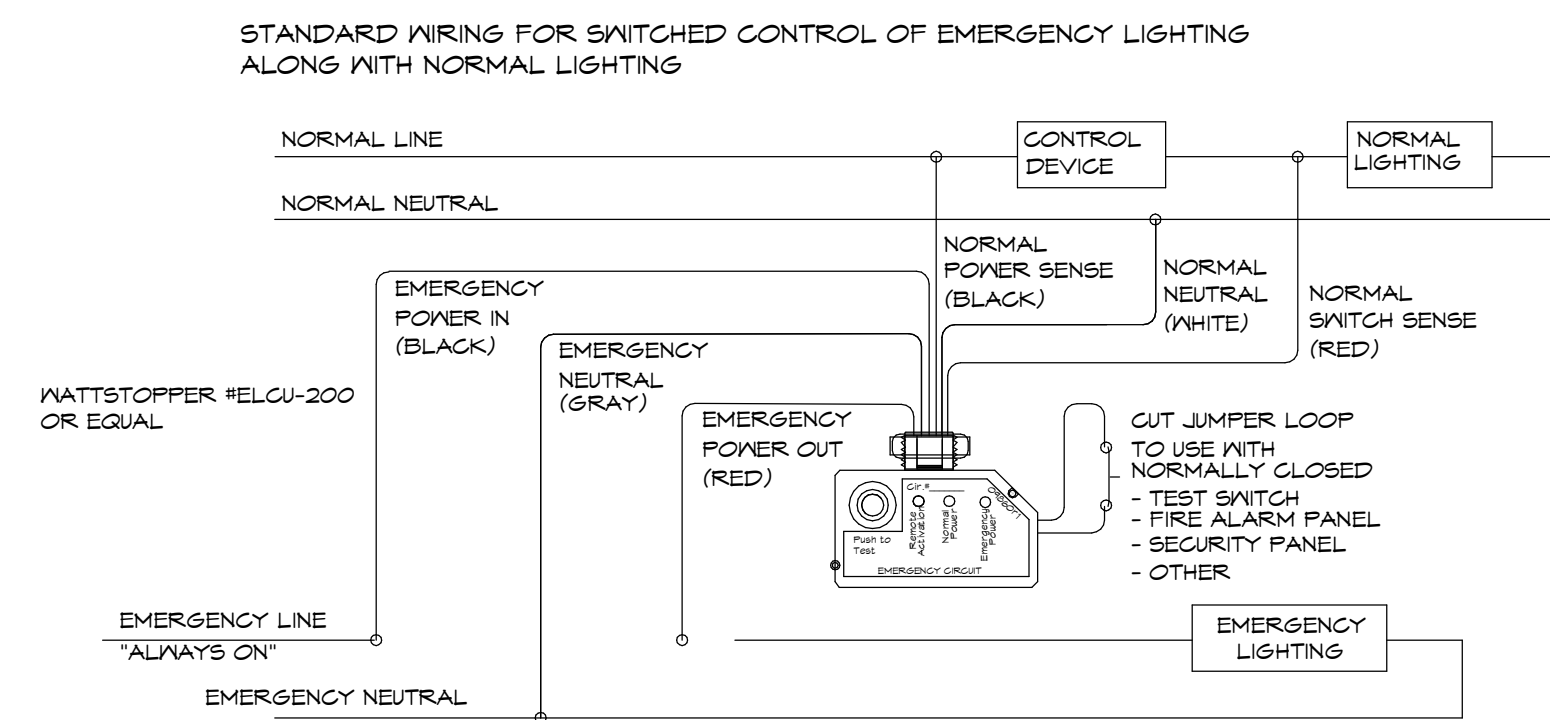 STANDARD WIRING FOR SWITCHED CONTROL OF EMERGENCY LIGHTING
ALONG WITH NORMAL LIGHTING
NORMAL LINE
CONTROL
DEVICE
NORMAL
LIGHTING
NORMAL NEUTRAL
NORMAL
POWER SENSE
(BLACK)
NORMAL
NEUTRAL
(WHITE)
NORMAL
SWITCH SENSE
(RED)
EMERGENCY
POWER IN
(BLACK)
EMERGENCY
NEUTRAL
(GRAY)
WATTSTOPPER #ELCU-200
OR EQUAL
EMERGENCY
POWER OUT
(RED)
CUT JUMPER LOOP
TO USE WITH
NORMALLY CLOSED
- TEST SWITCH
- FIRE ALARM PANEL
- SECURITY PANEL
- OTHER
Cir.#
Remote
Activation
Normal
Power
Emergency
Power
Push to
Test
EMERGENCY CIRCUIT
EMERGENCY LINE
"ALWAYS ON"
EMERGENCY
LIGHTING
EMERGENCY NEUTRAL